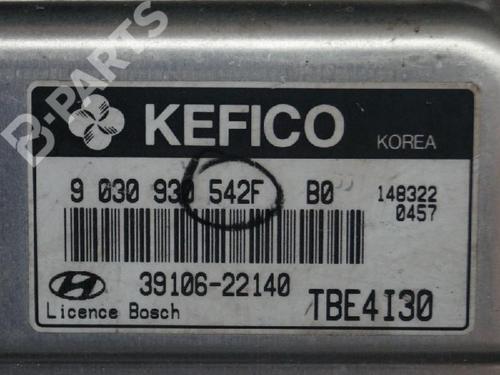 B-PARTS
KEFICO
KOREA
9 030 930 542F B0
148322
0457
39106-22140
Licence Bosch
TBE4I30